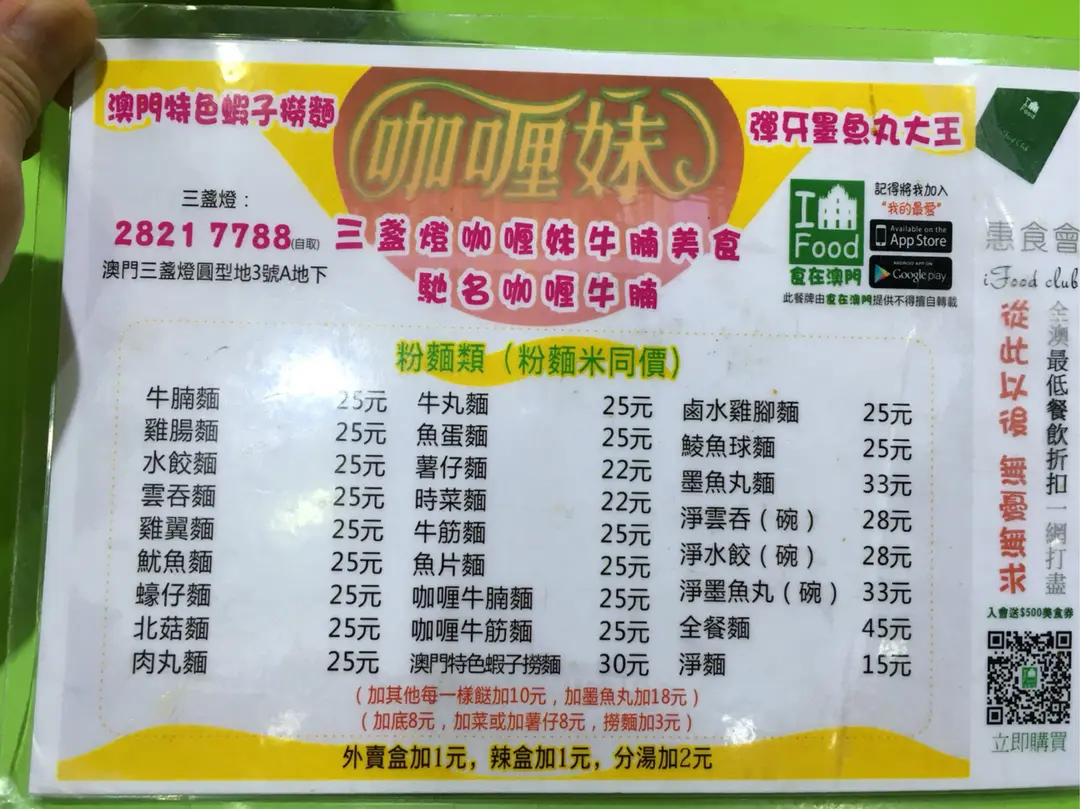 澳門特色蝦子撈麵
咖喱妹
彈牙墨魚丸大王
三盞燈：
2821 7788(自取)
澳門三盞燈圓型地3號A地下
三盞燈咖喱妹牛腩美食
馳名咖喱牛腩
I Food
食在澳門
記得將我加入
“我的最愛”
Available on the
App Store
ANDROID APP ON
Google play
此餐牌由食在澳門提供不得擅自轉載
粉麵類（粉麵米同價）
牛腩麵 25元
雞腸麵 25元
水餃麵 25元
雲吞麵 25元
雞翼麵 25元
魷魚麵 25元
蠔仔麵 25元
北菇麵 25元
肉丸麵 25元
牛丸麵 25元
魚蛋麵 25元
薯仔麵 22元
時菜麵 22元
牛筋麵 25元
魚片麵 25元
咖喱牛腩麵 25元
咖喱牛筋麵 25元
澳門特色蝦子撈麵 30元
鹵水雞腳麵 25元
鯪魚球麵 25元
墨魚丸麵 33元
淨雲吞（碗） 28元
淨水餃（碗） 28元
淨墨魚丸（碗） 33元
全餐麵 45元
淨麵 15元
（加其他每一樣餸加10元，加墨魚丸加18元）
（加底8元，加菜或加薯仔8元，撈麵加3元）
外賣盒加1元，辣盒加1元，分湯加2元
I Food
惠食會
iFood club
從此以後 無憂無求
全澳最低餐飲折扣一網打盡
入會送$500美食券
立即購買